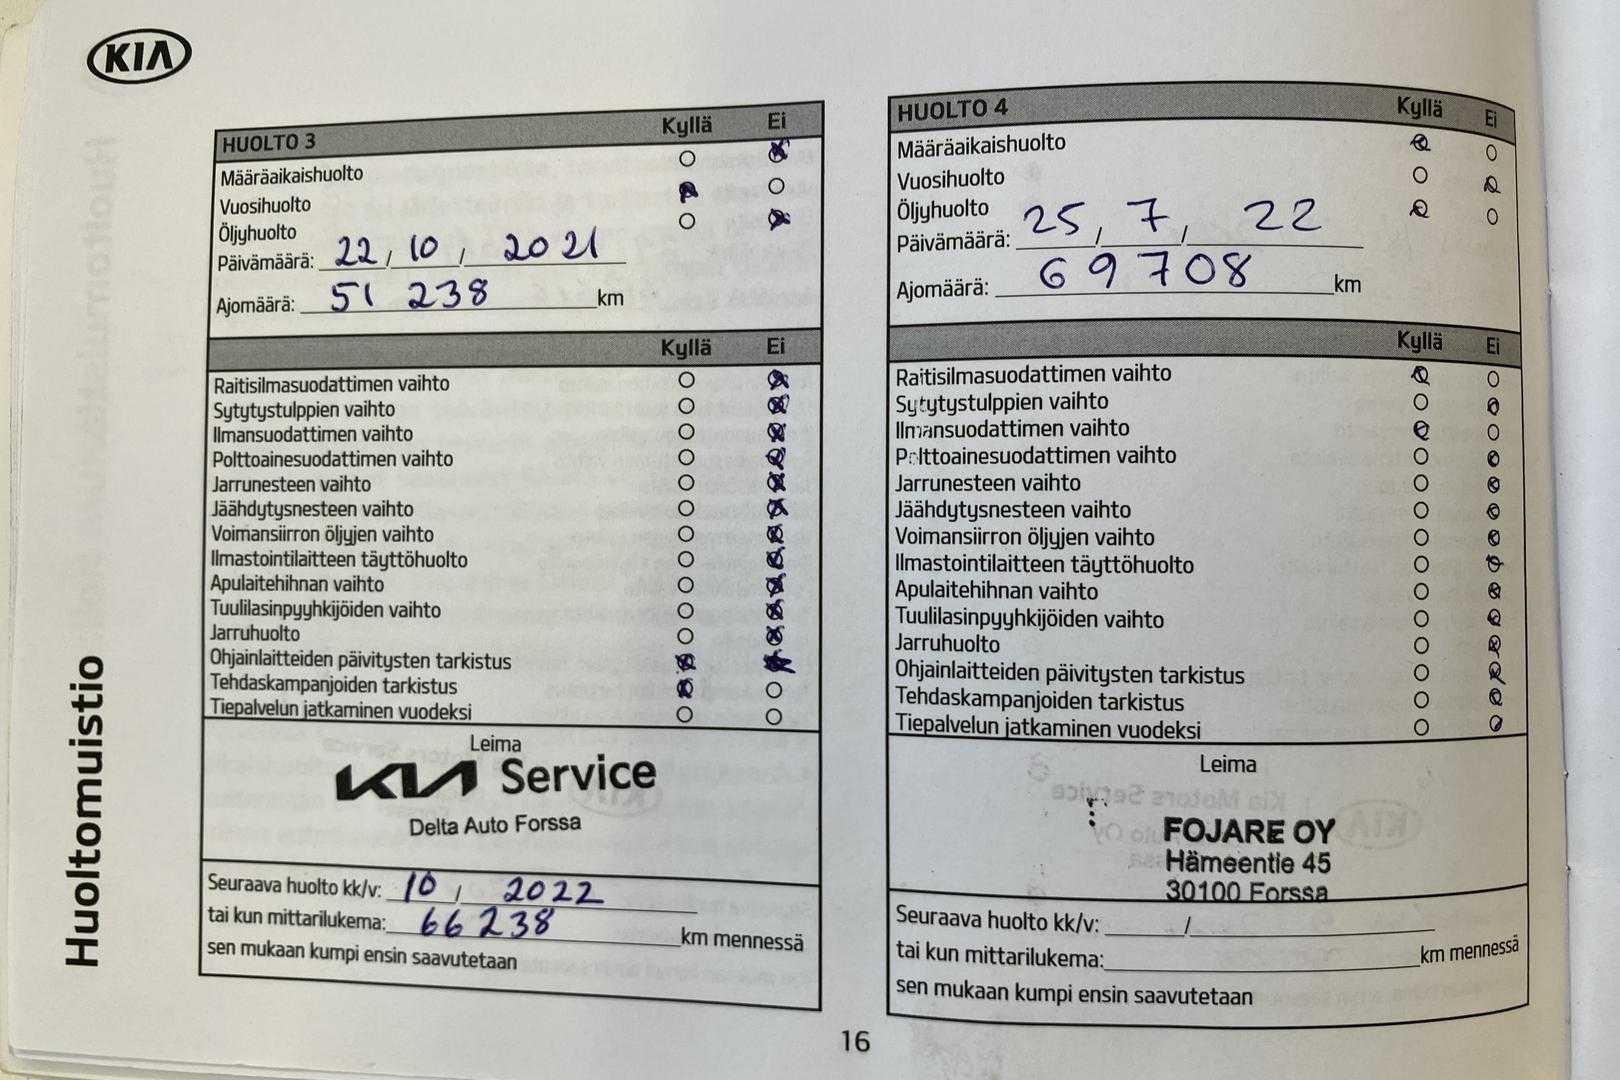 KIA
Huoltomuistio
HUOLTO 3 Kyllä Ei
Määräaikaishuolto
Vuosihuolto
Öljyhuolto
Päivämäärä: 22 / 10 / 2021
Ajomäärä: 51 238 km
Kyllä Ei
Raitisilmasuodattimen vaihto
Sytytystulppien vaihto
Ilmansuodattimen vaihto
Polttoainesuodattimen vaihto
Jarrunesteen vaihto
Jäähdytysnesteen vaihto
Voimansiirron öljyjen vaihto
Ilmastointilaitteen täyttöhuolto
Apulaitehihnan vaihto
Tuulilasinpyyhkijöiden vaihto
Jarruhuolto
Ohjainlaitteiden päivitysten tarkistus
Tehdaskampanjoiden tarkistus
Tiepalvelun jatkaminen vuodeksi
Leima
KIA Service
Delta Auto Forssa
Seuraava huolto kk/v: 10 / 2022
tai kun mittarilukema: 66 238 km mennessä
sen mukaan kumpi ensin saavutetaan
HUOLTO 4 Kyllä Ei
Määräaikaishuolto
Vuosihuolto
Öljyhuolto
Päivämäärä: 25 / 7 / 22
Ajomäärä: 69708 km
Kyllä Ei
Raitisilmasuodattimen vaihto
Sytytystulppien vaihto
Ilmansuodattimen vaihto
Polttoainesuodattimen vaihto
Jarrunesteen vaihto
Jäähdytysnesteen vaihto
Voimansiirron öljyjen vaihto
Ilmastointilaitteen täyttöhuolto
Apulaitehihnan vaihto
Tuulilasinpyyhkijöiden vaihto
Jarruhuolto
Ohjainlaitteiden päivitysten tarkistus
Tehdaskampanjoiden tarkistus
Tiepalvelun jatkaminen vuodeksi
Leima
FOJARE OY
Hämeentie 45
30100 Forssa
Seuraava huolto kk/v: /
tai kun mittarilukema: km mennessä
sen mukaan kumpi ensin saavutetaan
16